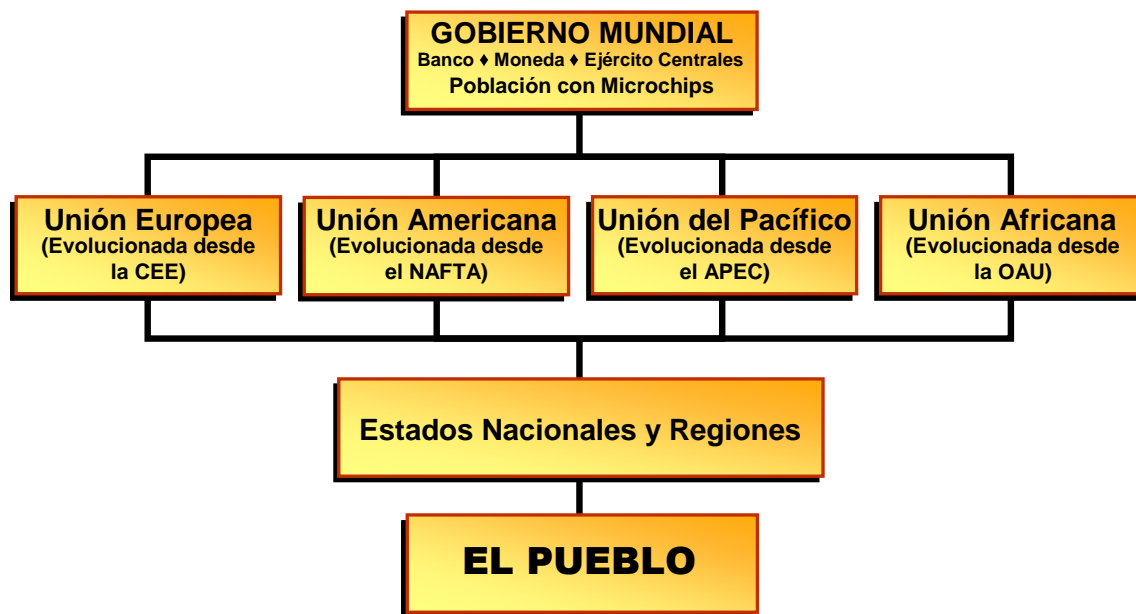 GOBIERNO MUNDIAL
Banco ♦ Moneda ♦ Ejército Centrales
Población con Microchips
Unión Europea
(Evolucionada desde
la CEE)
Unión Americana
(Evolucionada desde
el NAFTA)
Unión del Pacífico
(Evolucionada desde
el APEC)
Unión Africana
(Evolucionada desde
la OAU)
Estados Nacionales y Regiones
EL PUEBLO